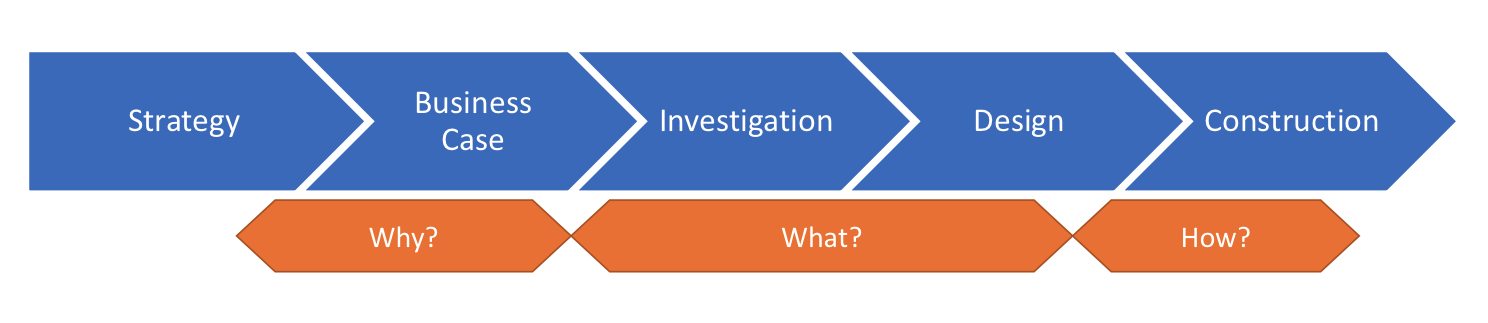 Strategy
Business
Case
Investigation
Design
Construction
Why?
What?
How?